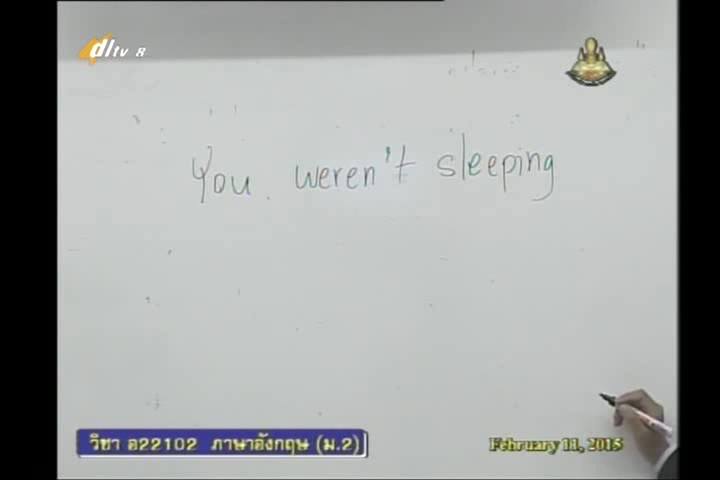 dltv 8
You weren't sleeping
วิชา อ22102 ภาษาอังกฤษ (ม.2)
February 11, 2015